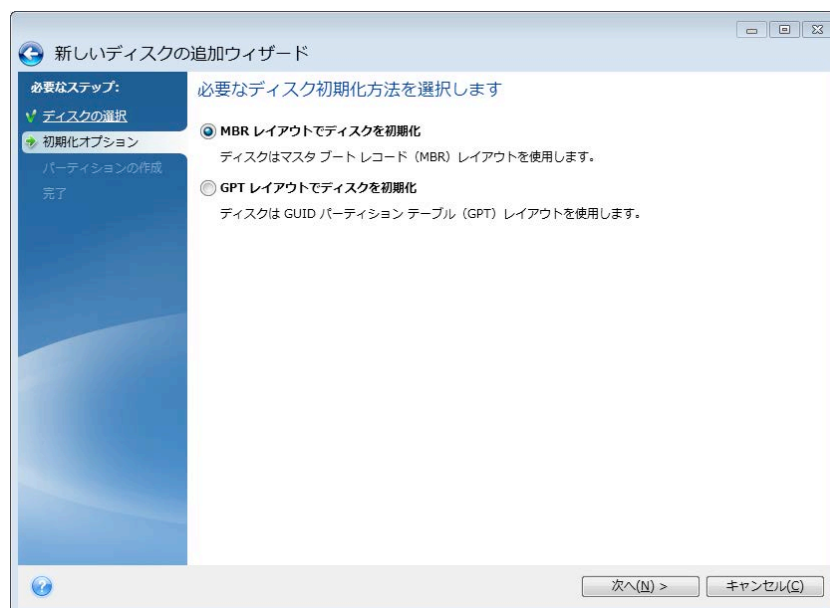 新しいディスクの追加ウィザード
必要なステップ:
ディスクの選択
初期化オプション
パーティションの作成
完了
必要なディスク初期化方法を選択します
MBR レイアウトでディスクを初期化
ディスクはマスタ ブート レコード（MBR）レイアウトを使用します。
GPT レイアウトでディスクを初期化
ディスクは GUID パーティション テーブル（GPT）レイアウトを使用します。
次へ(N) >
キャンセル(C)